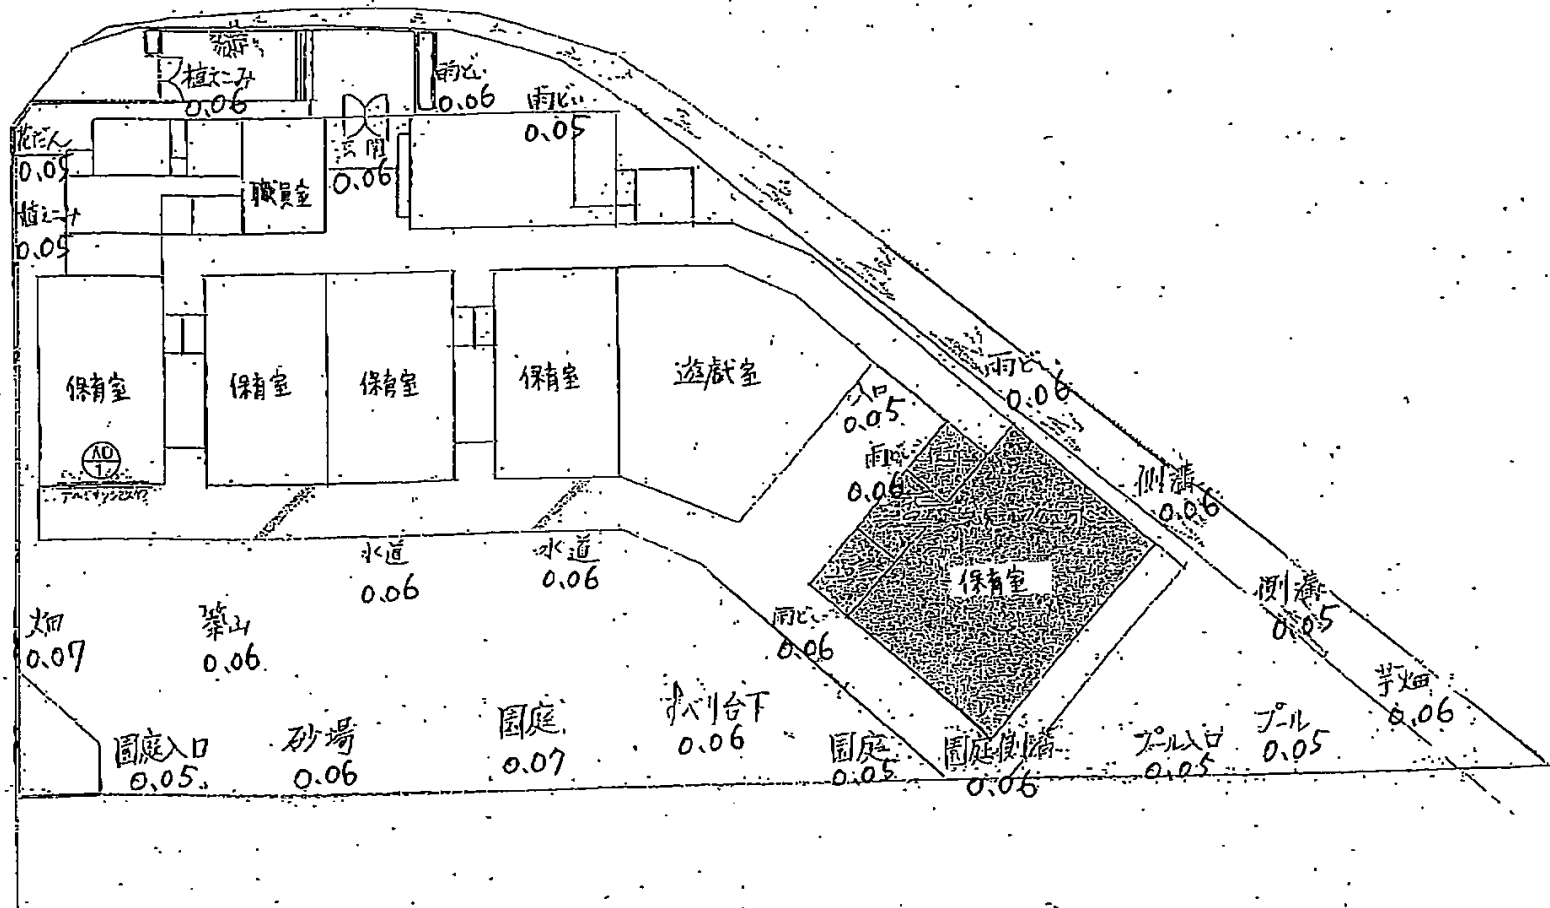 植えこみ
0.06
雨どい
0.06
雨どい
0.05
花だん
0.05
玄関
0.06
職員室
植えこみ
0.05
保育室
保育室
保育室
保育室
遊戯室
入口
1
入口
0.05
雨どい
0.06
雨どい
0.06
側溝
0.06
保育室
水道
0.06
水道
0.06
側溝
0.05
畑
0.07
築山
0.06
雨どい
0.06
芋畑
0.06
園庭入口
0.05
砂場
0.06
園庭
0.07
すべり台下
0.06
園庭
0.05
園庭側溝
0.06
プール入口
0.05
プール
0.05